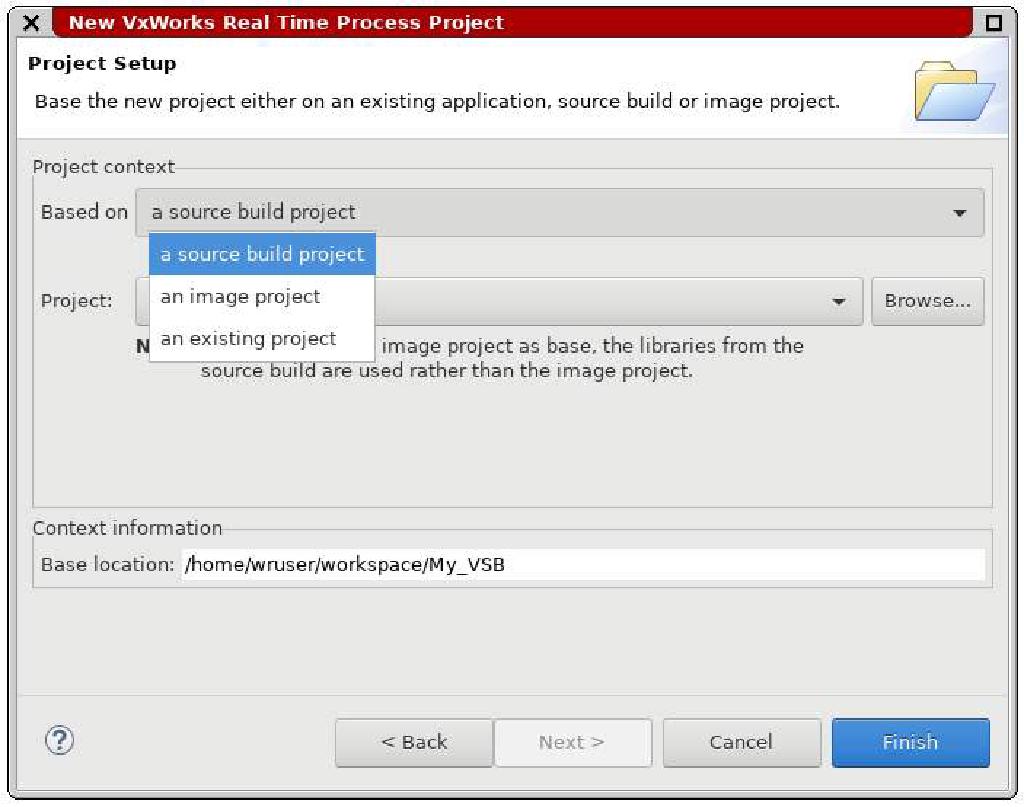 New VxWorks Real Time Process Project
Project Setup
Base the new project either on an existing application, source build or image project.
Project context
Based on a source build project
a source build project
an image project
an existing project
Project: Browse...
image project as base, the libraries from the
source build are used rather than the image project.
Context information
Base location: /home/wruser/workspace/My_VSB
? < Back Next > Cancel Finish